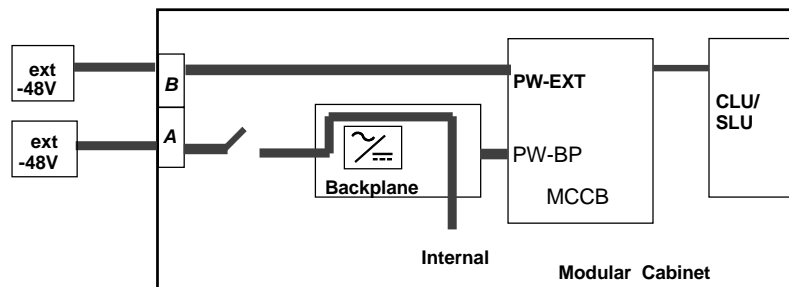 ext
-48V
B
PW-EXT
CLU/
SLU
ext
-48V
A
PW-BP
Backplane
MCCB
Internal
Modular Cabinet